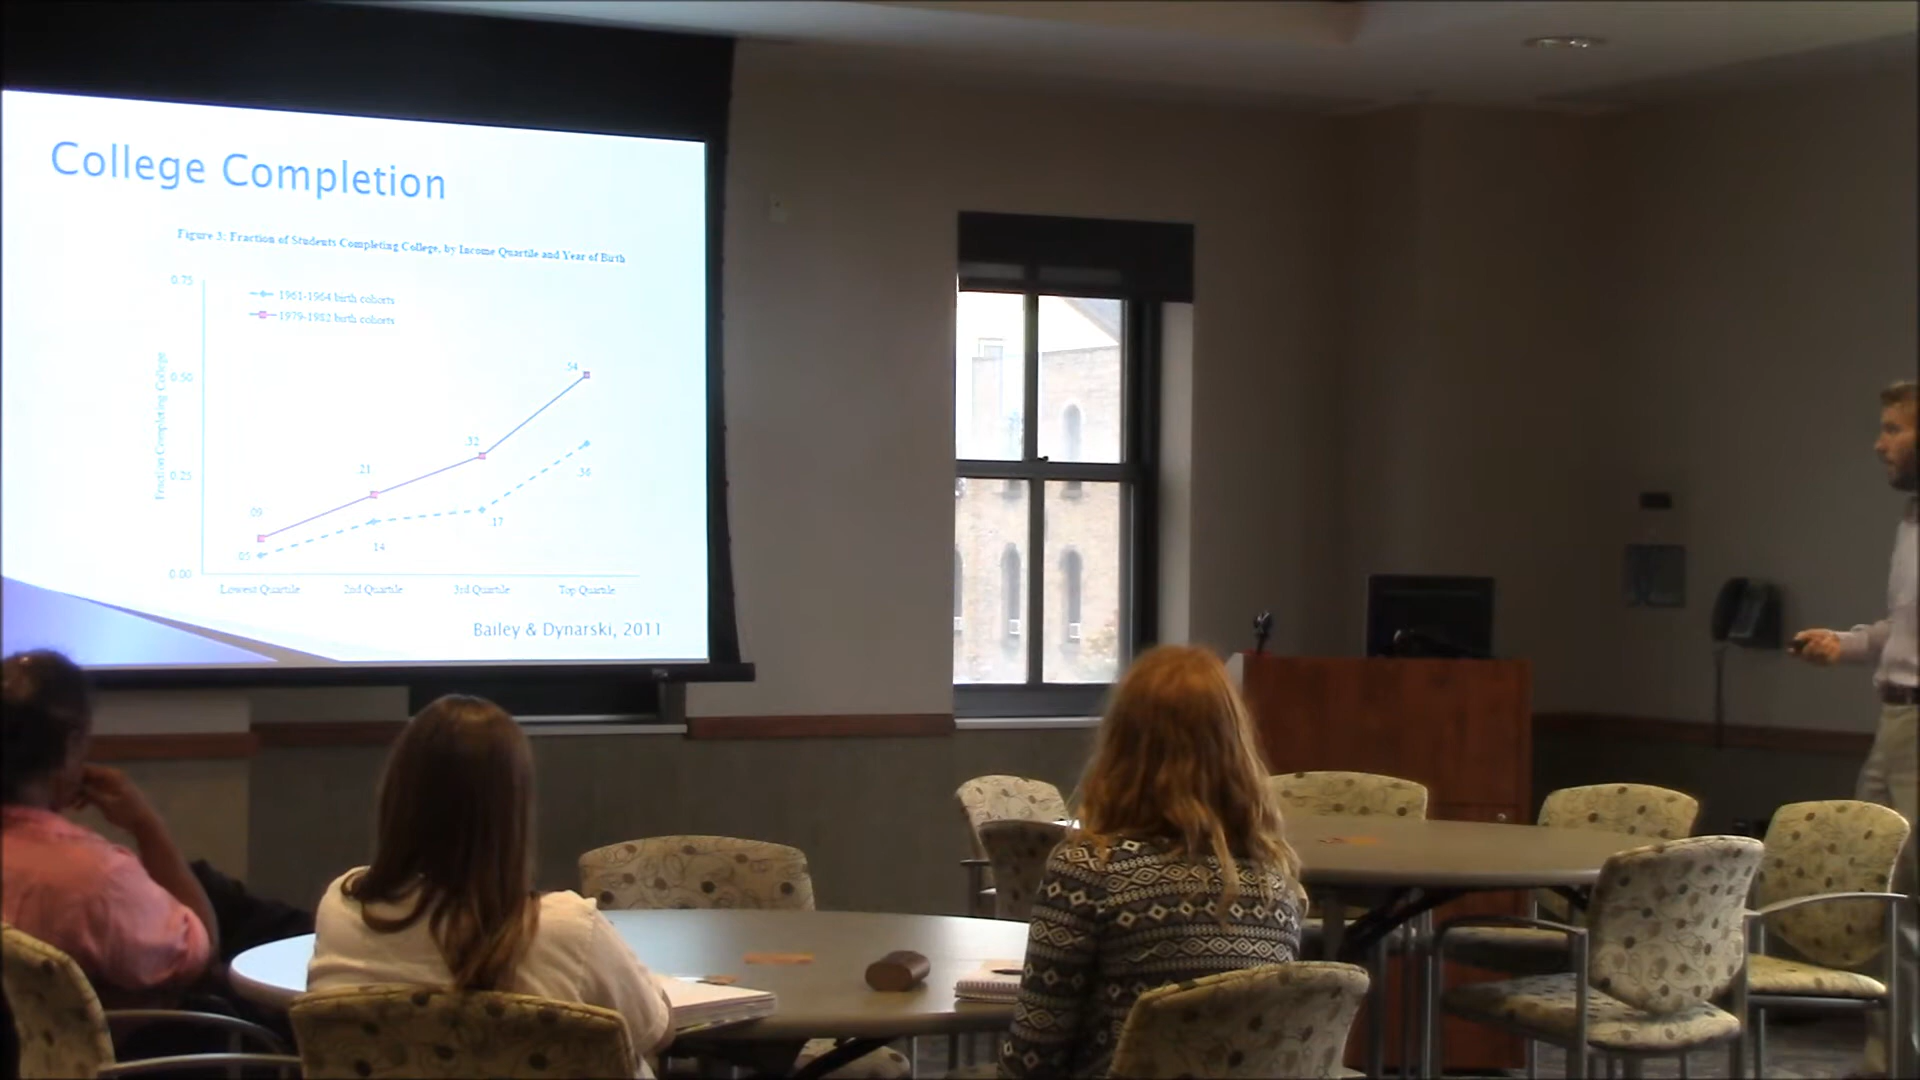 College Completion
Figure 3: Fraction of Students Completing College, by Income Quartile and Year of Birth
0.75
1961-1964 birth cohorts
1979-1982 birth cohorts
Fraction Completing College
.54
0.50
.32
.21
.36
0.25
.09
.17
.14
.05
0.00
Lowest Quartile 2nd Quartile 3rd Quartile Top Quartile
Bailey & Dynarski, 2011